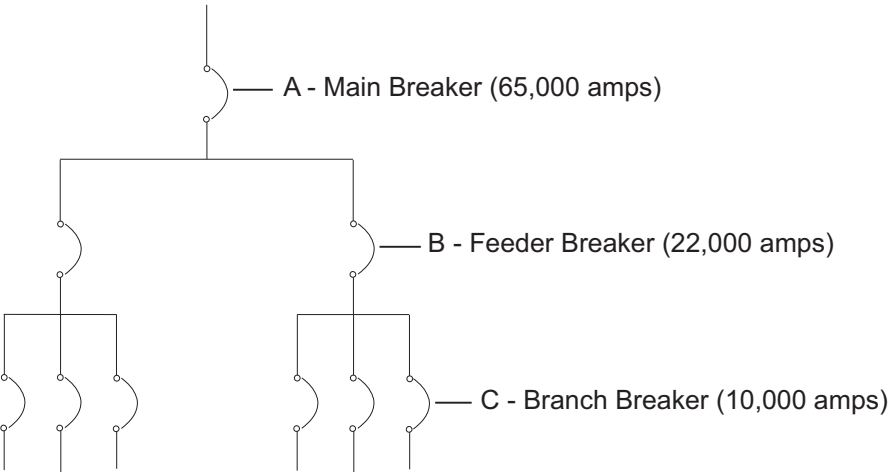 A - Main Breaker (65,000 amps)
B - Feeder Breaker (22,000 amps)
C - Branch Breaker (10,000 amps)